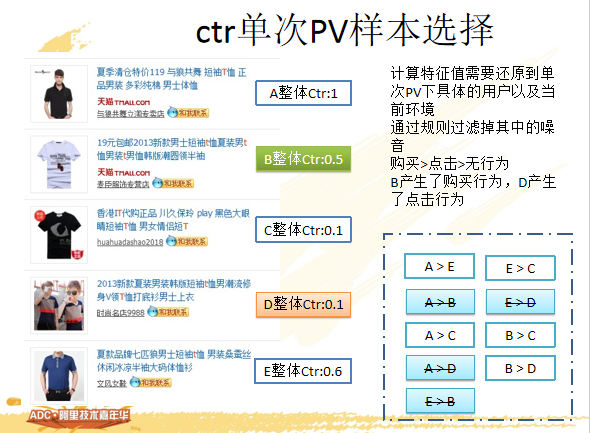 ctr单次PV样本选择
夏季清仓特价119 与狼共舞 短袖T恤 正
品男装 多彩纯棉 男士体恤
天猫 TMALL.COM
与狼共舞立湘专卖店 和我联系
A整体Ctr:1
19元包邮2013新款男士短袖t恤夏装男t
恤男装t男恤韩版潮圆领半袖
天猫 TMALL.COM
麦臣服饰专营店 和我联系
B整体Ctr:0.5
香港IT代购正品 川久保玲 play 黑色大眼
睛短袖T恤 男女情侣短T
huahuadashao2018 和我联系
C整体Ctr:0.1
2013新款夏装男装韩版短袖t恤男潮流修
身V领T恤打底衫男士上衣
时尚名店9988 和我联系
D整体Ctr:0.1
夏款品牌七匹狼男士短袖t恤 男装桑蚕丝
休闲冰凉半袖大码体恤衫
文风女鞋 和我联系
E整体Ctr:0.6
计算特征值需要还原到单
次PV下具体的用户以及当
前环境
通过规则过滤掉其中的噪
音
购买>点击>无行为
B产生了购买行为，D产生
了点击行为
A > E E > C
A > B E > D
A > C B > C
A > D B > D
E > B
ADC·阿里技术嘉年华